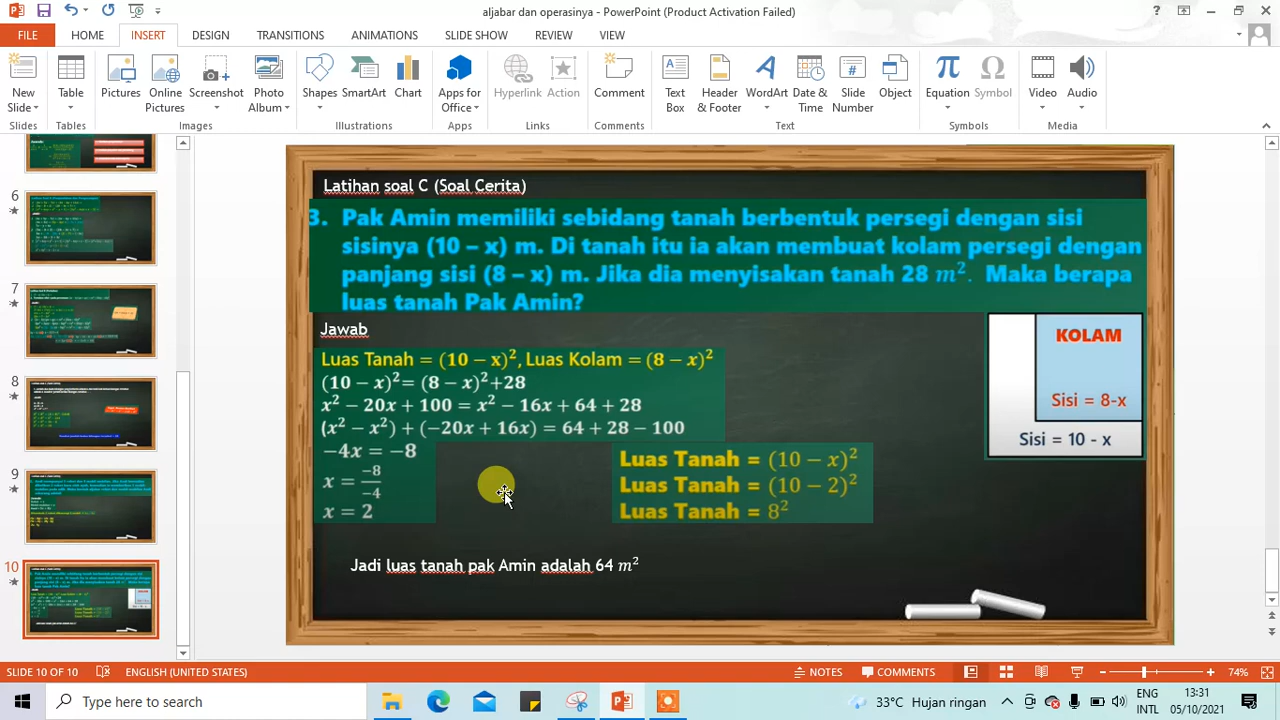 aljabar dan operasinya - PowerPoint (Product Activation Failed)
FILE HOME INSERT DESIGN TRANSITIONS ANIMATIONS SLIDE SHOW REVIEW VIEW
New Slide
Table
Pictures
Online Pictures
Screenshot
Photo Album
Shapes
SmartArt
Chart
Apps for Office
Hyperlink
Action
Comment
Text Box
Header & Footer
WordArt
Date & Time
Slide Number
Object
Equation
Symbol
Video
Audio
Slides Tables Images Illustrations Apps Links Comments Text Symbols Media
6
7
8
9
10
Latihan soal C (Soal Cerita)
3 Pak Amin memiliki sebidang tanah berbentuk persegi dengan sisi
sisinya (10 – x) m. Di tanah itu ia akan membuat kolam persegi dengan
panjang sisi (8 – x) m. Jika dia menyisakan tanah 28 m². Maka berapa
luas tanah Pak Amin?
Jawab
Luas Tanah = (10 − x)², Luas Kolam = (8 − x)²
(10 − x)²= (8 − x)²+28
x² − 20x + 100 = x² − 16x + 64 + 28
(x² − x²) + (−20x + 16x) = 64 + 28 − 100
−4x = −8
x = −8/−4
x = 2
Luas Tanah = (10 − x)²
Luas Tanah = (10 − 2)²
Luas Tanah = 8²
KOLAM
Sisi = 8-x
Sisi = 10 - x
Jadi luas tanah Pak Amin adalah 64 m²
SLIDE 10 OF 10 ENGLISH (UNITED STATES) NOTES COMMENTS 74%
Type here to search
33°C Hujan ringan
ENG
INTL
13:31
05/10/2021